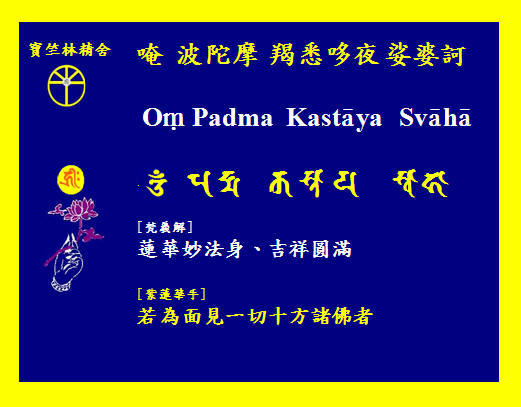 寶竺林精舍
唵 波陀摩 羯悉哆夜 娑婆訶
Oṃ Padma Kastāya Svāhā
[梵義解]
蓮華妙法身、吉祥圓滿
[紫蓮華手]
若為面見一切十方諸佛者